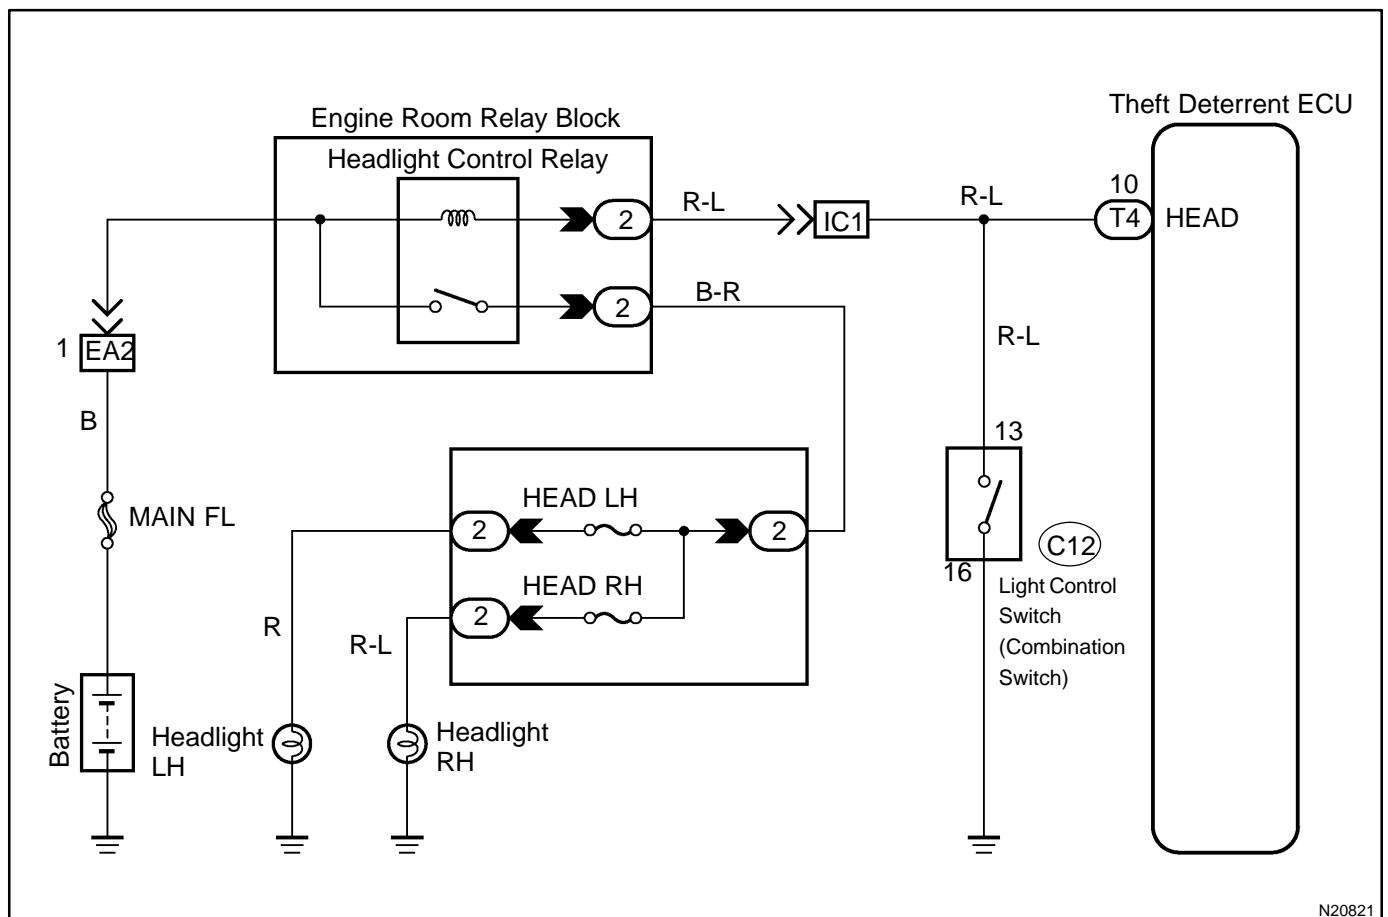 Theft Deterrent ECU
Engine Room Relay Block
Headlight Control Relay
10
2
R-L
IC1
R-L
T4
HEAD
2
B-R
1
EA2
R-L
B
13
HEAD LH
MAIN FL
2
2
C12
16
HEAD RH
Light Control
Switch
(Combination
Switch)
2
R
R-L
Battery
Headlight
LH
Headlight
RH
N20821